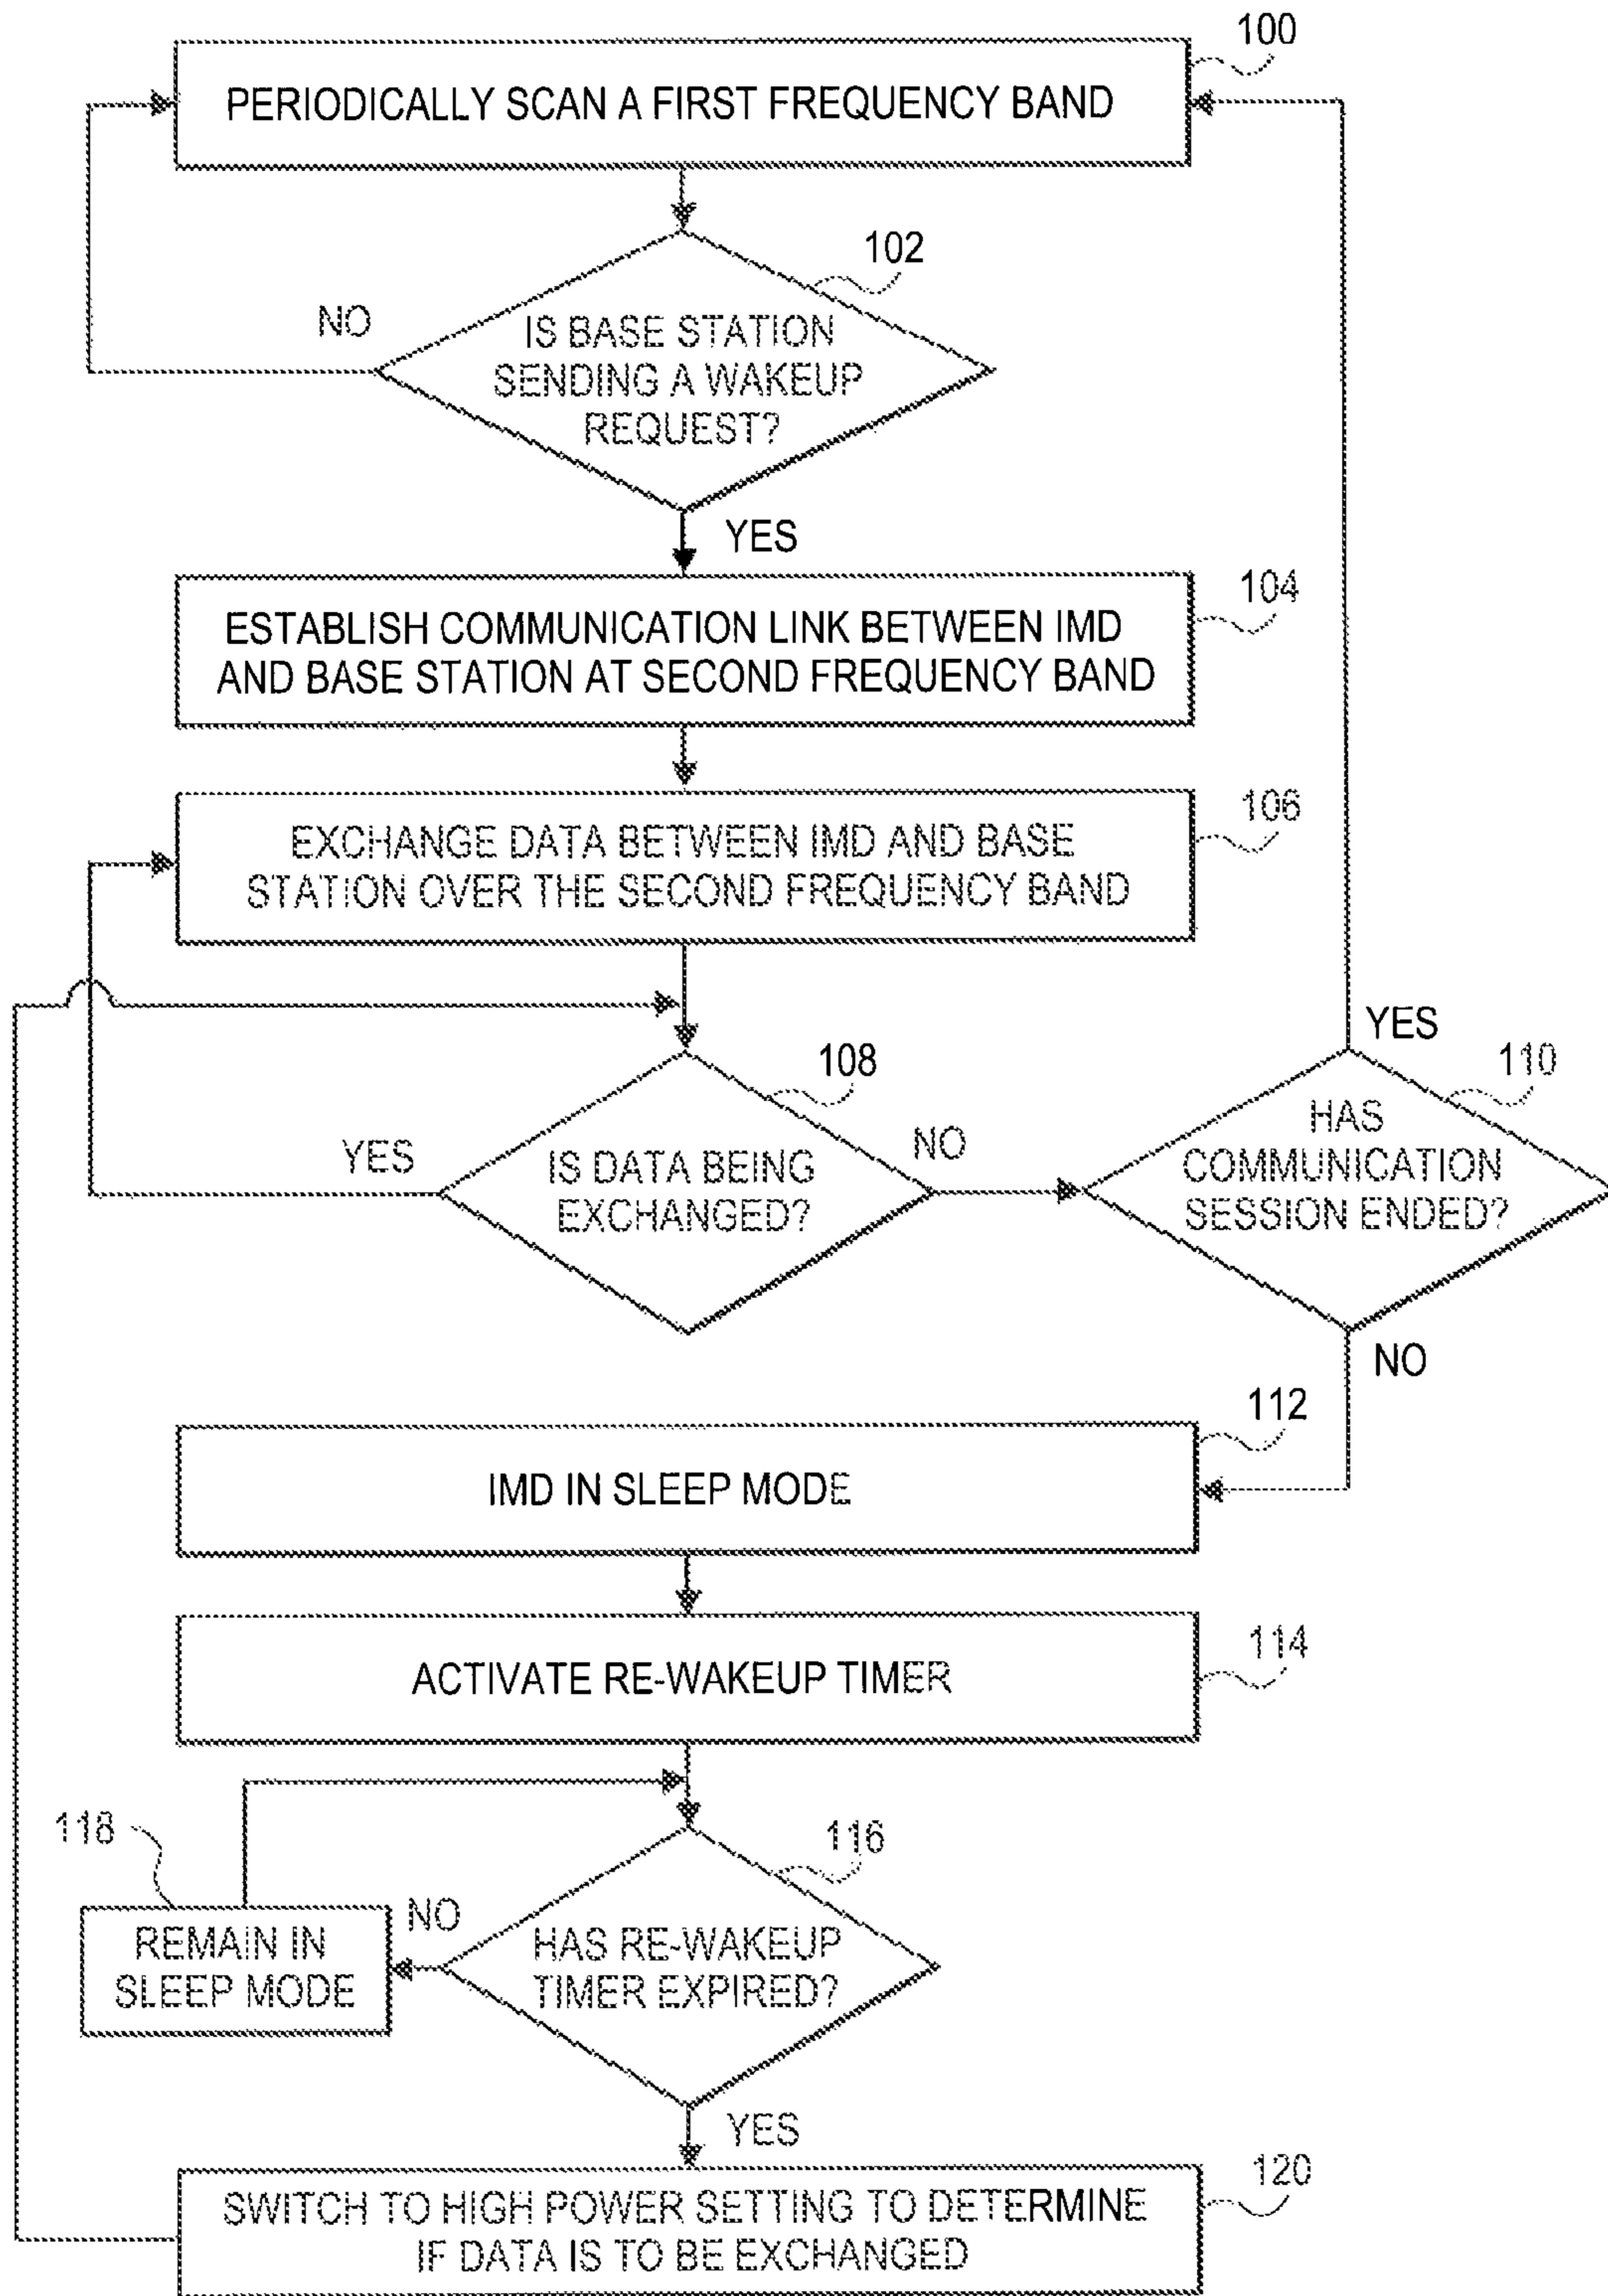 100
PERIODICALLY SCAN A FIRST FREQUENCY BAND
102
NO
IS BASE STATION
SENDING A WAKEUP
REQUEST?
YES
104
ESTABLISH COMMUNICATION LINK BETWEEN IMD
AND BASE STATION AT SECOND FREQUENCY BAND
106
EXCHANGE DATA BETWEEN IMD AND BASE
STATION OVER THE SECOND FREQUENCY BAND
108
YES
IS DATA BEING
EXCHANGED?
NO
YES
110
HAS
COMMUNICATION
SESSION ENDED?
NO
112
IMD IN SLEEP MODE
114
ACTIVATE RE-WAKEUP TIMER
118
116
REMAIN IN
SLEEP MODE
NO
HAS RE-WAKEUP
TIMER EXPIRED?
YES
120
SWITCH TO HIGH POWER SETTING TO DETERMINE
IF DATA IS TO BE EXCHANGED